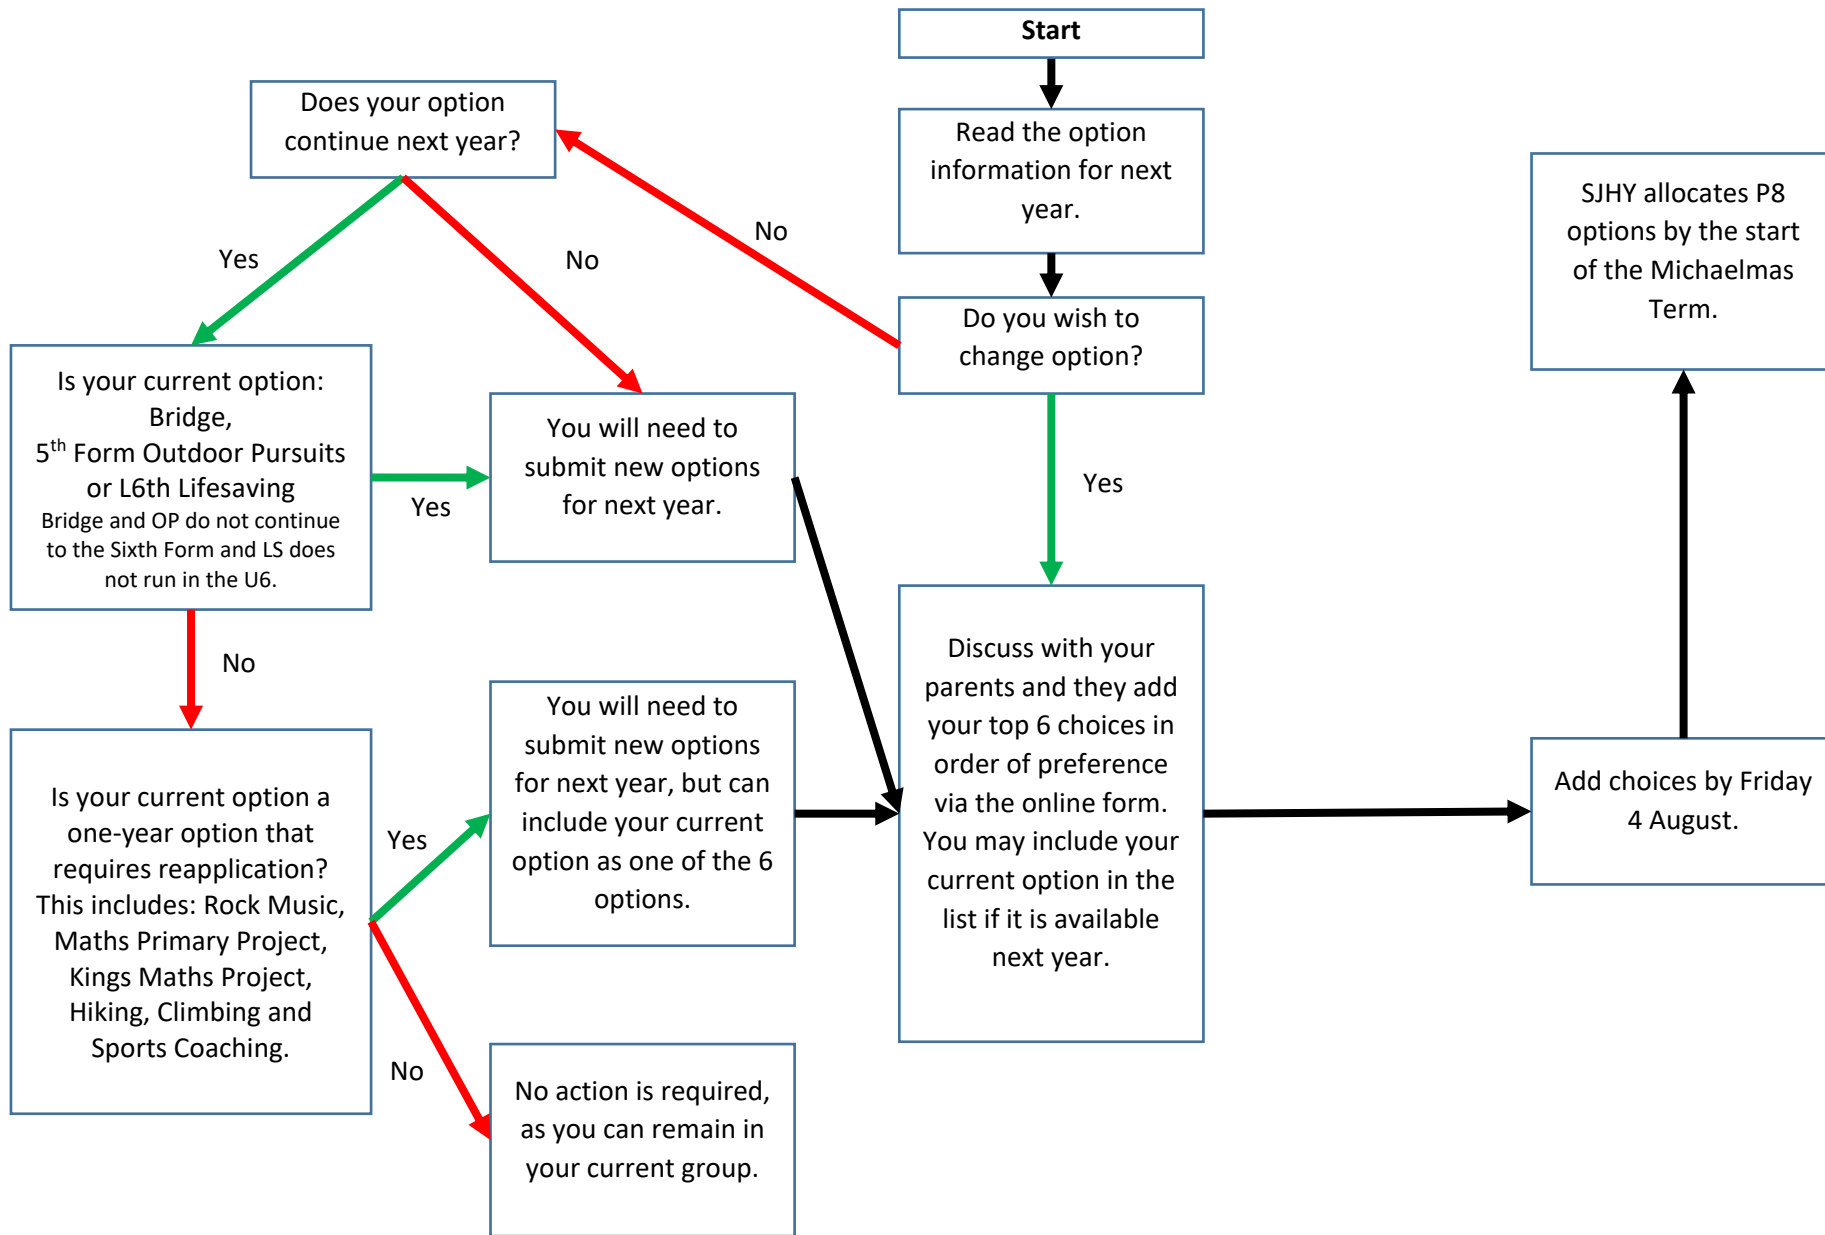 Start
Read the option
information for next
year.
Do you wish to
change option?
No
Yes
Does your option
continue next year?
Yes
No
Is your current option:
Bridge,
5th Form Outdoor Pursuits
or L6th Lifesaving
Bridge and OP do not continue
to the Sixth Form and LS does
not run in the U6.
Yes
No
You will need to
submit new options
for next year.
Is your current option a
one-year option that
requires reapplication?
This includes: Rock Music,
Maths Primary Project,
Kings Maths Project,
Hiking, Climbing and
Sports Coaching.
Yes
No
You will need to
submit new options
for next year, but can
include your current
option as one of the 6
options.
No action is required,
as you can remain in
your current group.
Discuss with your
parents and they add
your top 6 choices in
order of preference
via the online form.
You may include your
current option in the
list if it is available
next year.
Add choices by Friday
4 August.
SJHY allocates P8
options by the start
of the Michaelmas
Term.